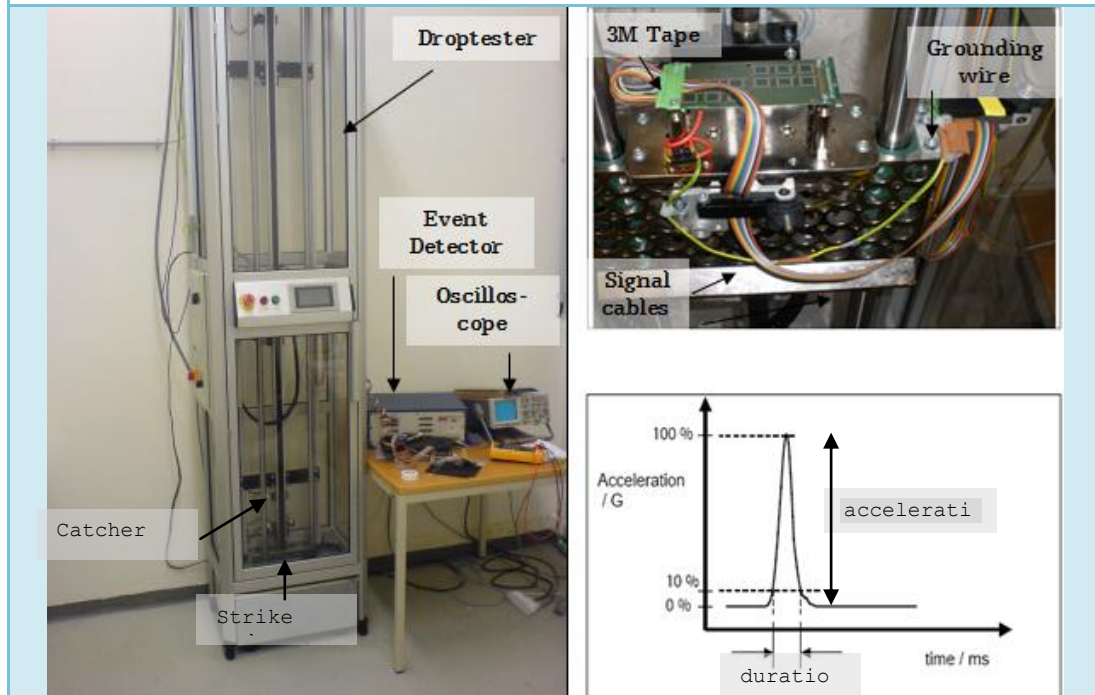 Droptester
Event
Detector
Oscillos-
cope
Catcher
Strike
3M Tape
Grounding
wire
Signal
cables
100 %
Acceleration
/ G
accelerati
10 %
0 %
duratio
time / ms